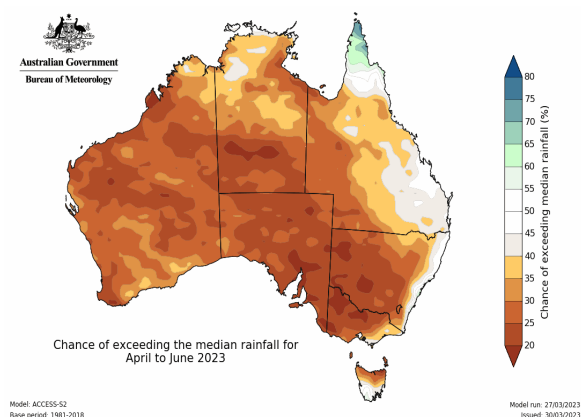 Australian Government
Bureau of Meteorology
80
75
70
65
60
55
50
45
40
35
30
25
20
Chance of exceeding median rainfall (%)
Chance of exceeding the median rainfall for
April to June 2023
Model: ACCESS-S2
Base period: 1981-2018
Model run: 27/03/2023
Issued: 30/03/2023